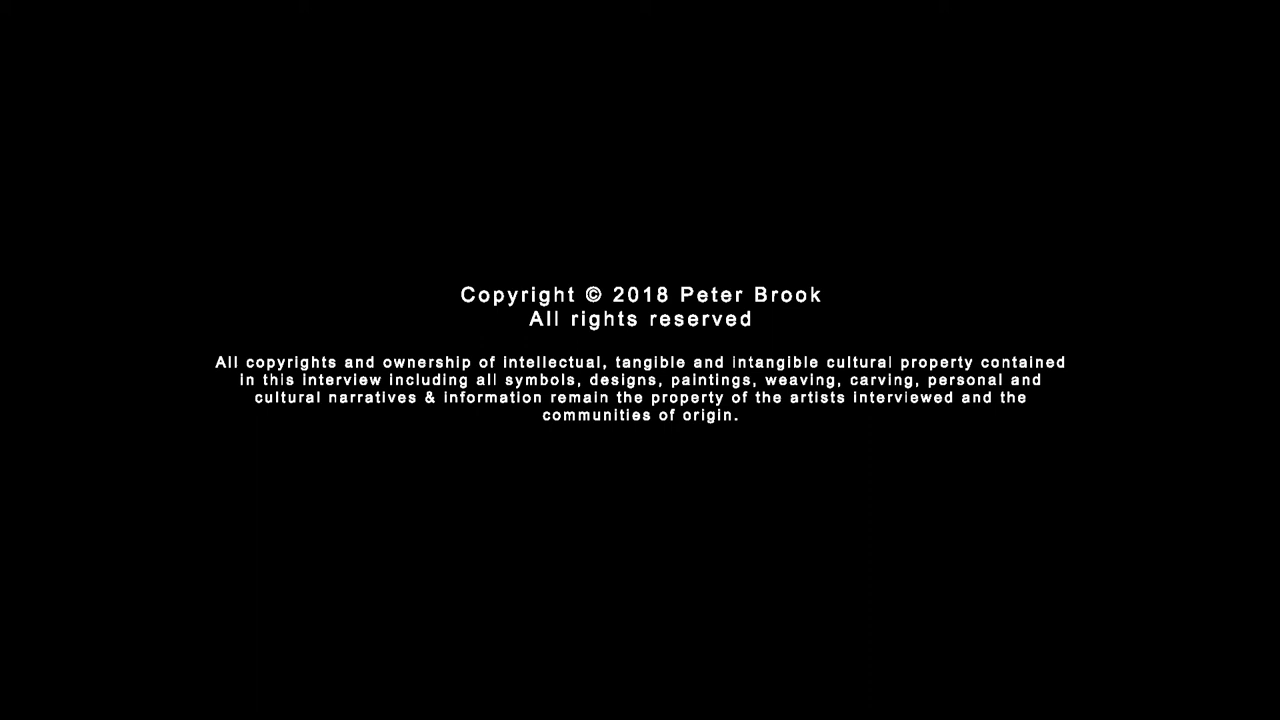 Copyright © 2018 Peter Brook
All rights reserved
All copyrights and ownership of intellectual, tangible and intangible cultural property contained
in this interview including all symbols, designs, paintings, weaving, carving, personal and
cultural narratives & information remain the property of the artists interviewed and the
communities of origin.